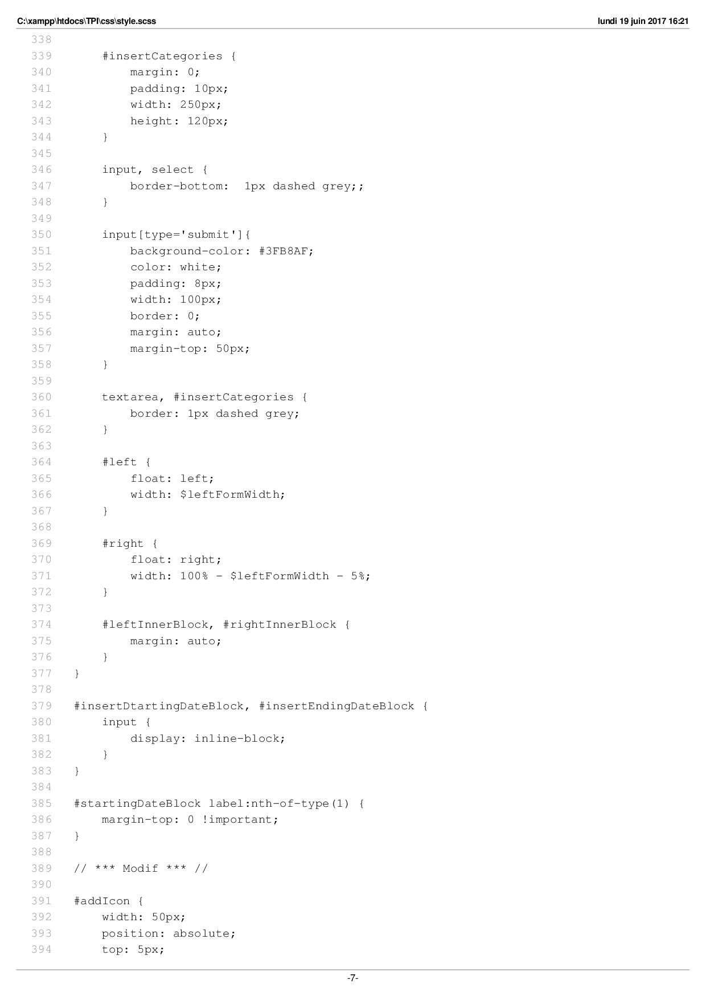 C:\xampp\htdocs\TPI\css\style.scss lundi 19 juin 2017 16:21
338
339 #insertCategories {
340 margin: 0;
341 padding: 10px;
342 width: 250px;
343 height: 120px;
344 }
345
346 input, select {
347 border-bottom:  1px dashed grey;;
348 }
349
350 input[type='submit']{
351 background-color: #3FB8AF;
352 color: white;
353 padding: 8px;
354 width: 100px;
355 border: 0;
356 margin: auto;
357 margin-top: 50px;
358 }
359
360 textarea, #insertCategories {
361 border: 1px dashed grey;
362 }
363
364 #left {
365 float: left;
366 width: $leftFormWidth;
367 }
368
369 #right {
370 float: right;
371 width: 100% - $leftFormWidth - 5%;
372 }
373
374 #leftInnerBlock, #rightInnerBlock {
375 margin: auto;
376 }
377 }
378
379 #insertDtartingDateBlock, #insertEndingDateBlock {
380 input {
381 display: inline-block;
382 }
383 }
384
385 #startingDateBlock label:nth-of-type(1) {
386 margin-top: 0 !important;
387 }
388
389 // *** Modif *** //
390
391 #addIcon {
392 width: 50px;
393 position: absolute;
394 top: 5px;
-7-